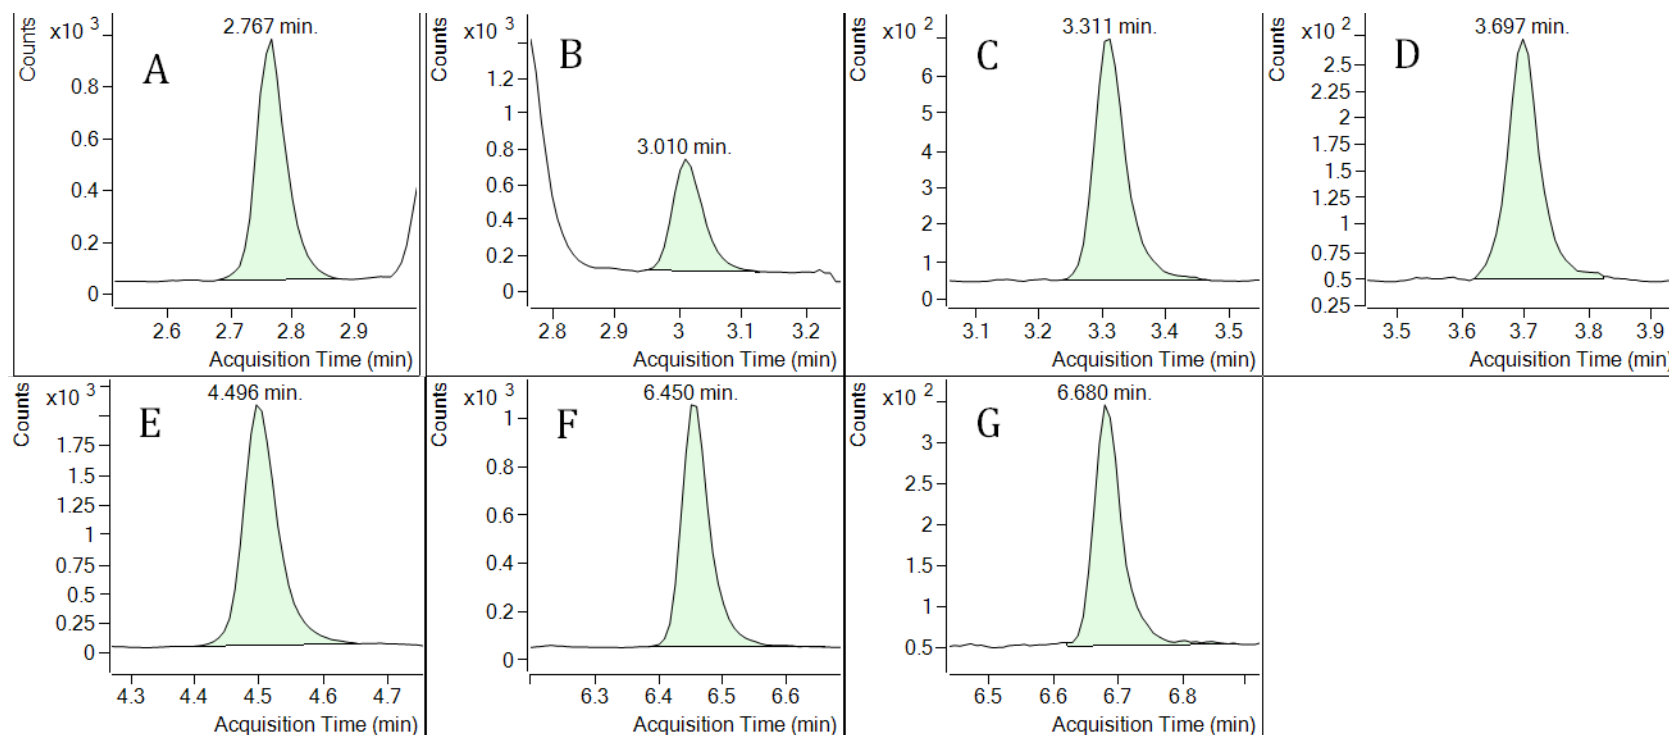 Counts
x10 3
2.767 min.
A
0.8
0.6
0.4
0.2
0
2.6 2.7 2.8 2.9
Acquisition Time (min)
Counts
x10 3
B
1.2
1
0.8
3.010 min.
0.6
0.4
0.2
0
2.8 2.9 3 3.1 3.2
Acquisition Time (min)
Counts
x10 2
3.311 min.
C
6
5
4
3
2
1
0
3.1 3.2 3.3 3.4 3.5
Acquisition Time (min)
Counts
x10 2
3.697 min.
D
2.5
2.25
2
1.75
1.5
1.25
1
0.75
0.5
0.25
3.5 3.6 3.7 3.8 3.9
Acquisition Time (min)
Counts
x10 3
4.496 min.
E
1.75
1.5
1.25
1
0.75
0.5
0.25
0
4.3 4.4 4.5 4.6 4.7
Acquisition Time (min)
Counts
x10 3
6.450 min.
F
1
0.8
0.6
0.4
0.2
0
6.3 6.4 6.5 6.6
Acquisition Time (min)
Counts
x10 2
6.680 min.
G
3
2.5
2
1.5
1
0.5
6.5 6.6 6.7 6.8
Acquisition Time (min)